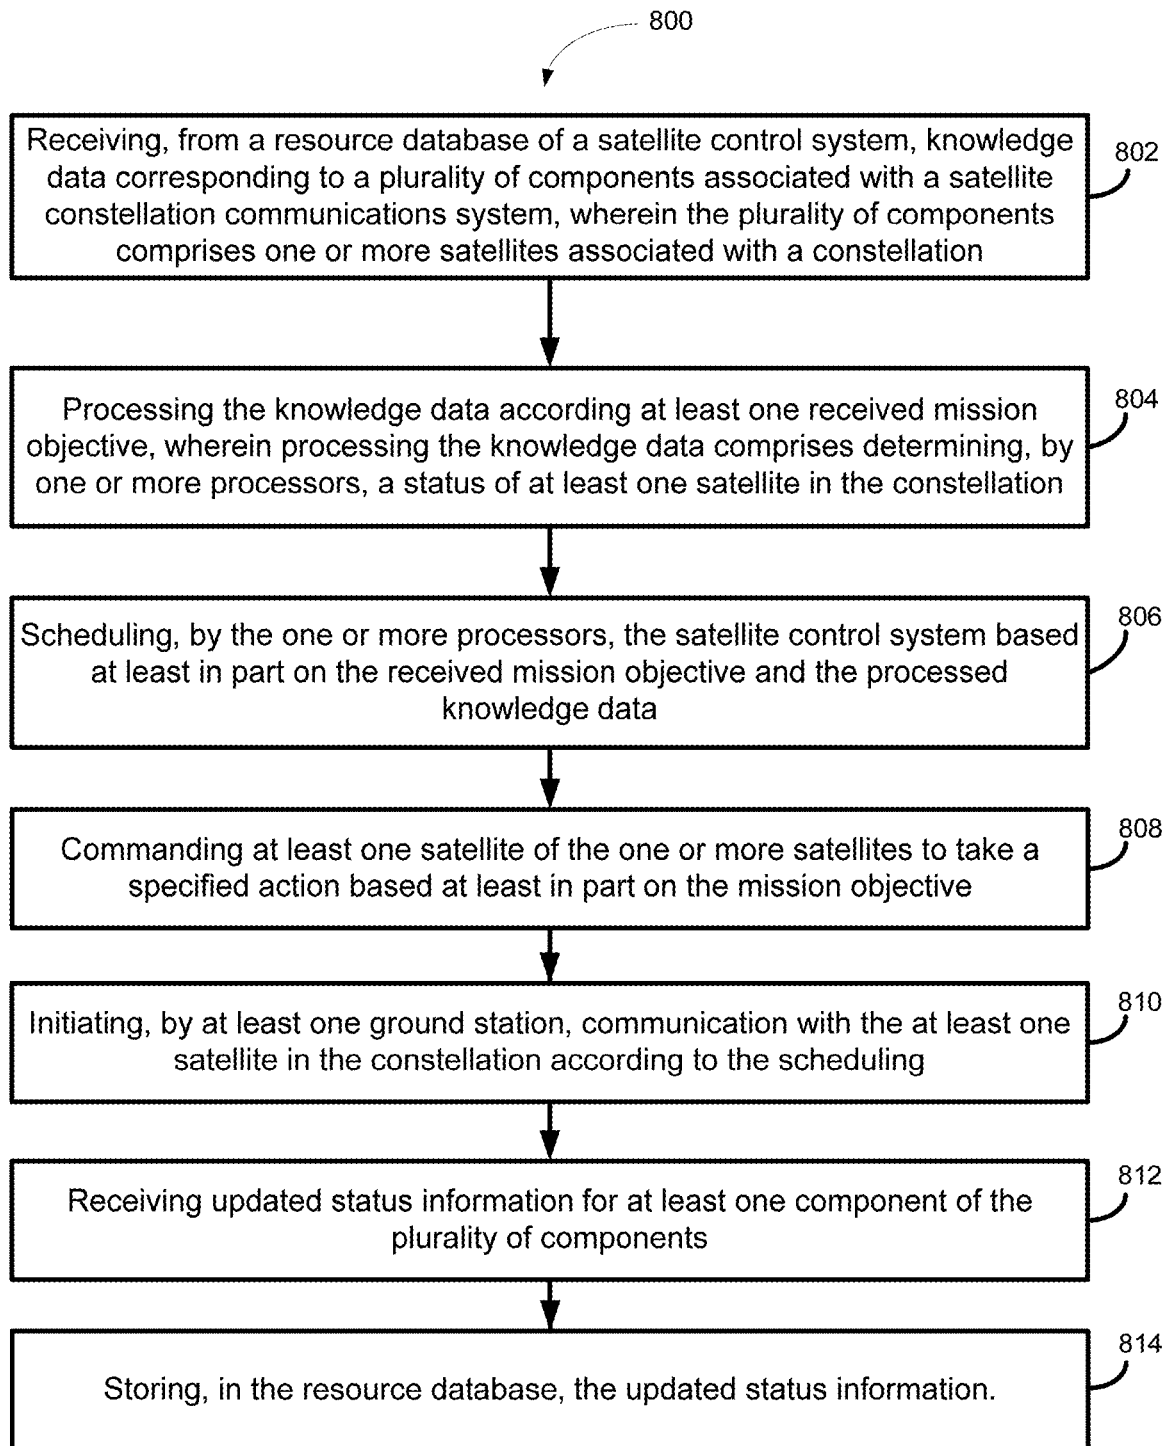 800
Receiving, from a resource database of a satellite control system, knowledge
data corresponding to a plurality of components associated with a satellite
constellation communications system, wherein the plurality of components
comprises one or more satellites associated with a constellation
802
Processing the knowledge data according at least one received mission
objective, wherein processing the knowledge data comprises determining, by
one or more processors, a status of at least one satellite in the constellation
804
Scheduling, by the one or more processors, the satellite control system based
at least in part on the received mission objective and the processed
knowledge data
806
Commanding at least one satellite of the one or more satellites to take a
specified action based at least in part on the mission objective
808
Initiating, by at least one ground station, communication with the at least one
satellite in the constellation according to the scheduling
810
Receiving updated status information for at least one component of the
plurality of components
812
Storing, in the resource database, the updated status information.
814